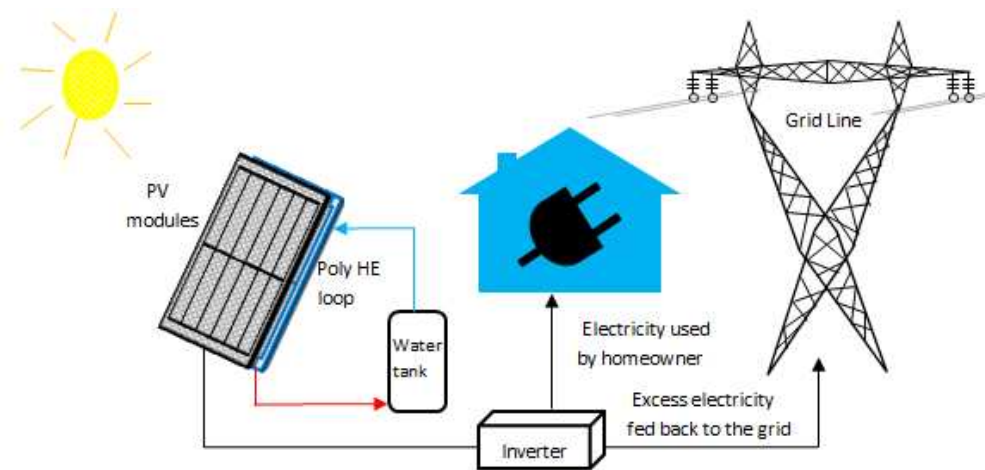 Grid Line
PV
modules
Poly HE
loop
Water
tank
Electricity used
by homeowner
Excess electricity
fed back to the grid
Inverter